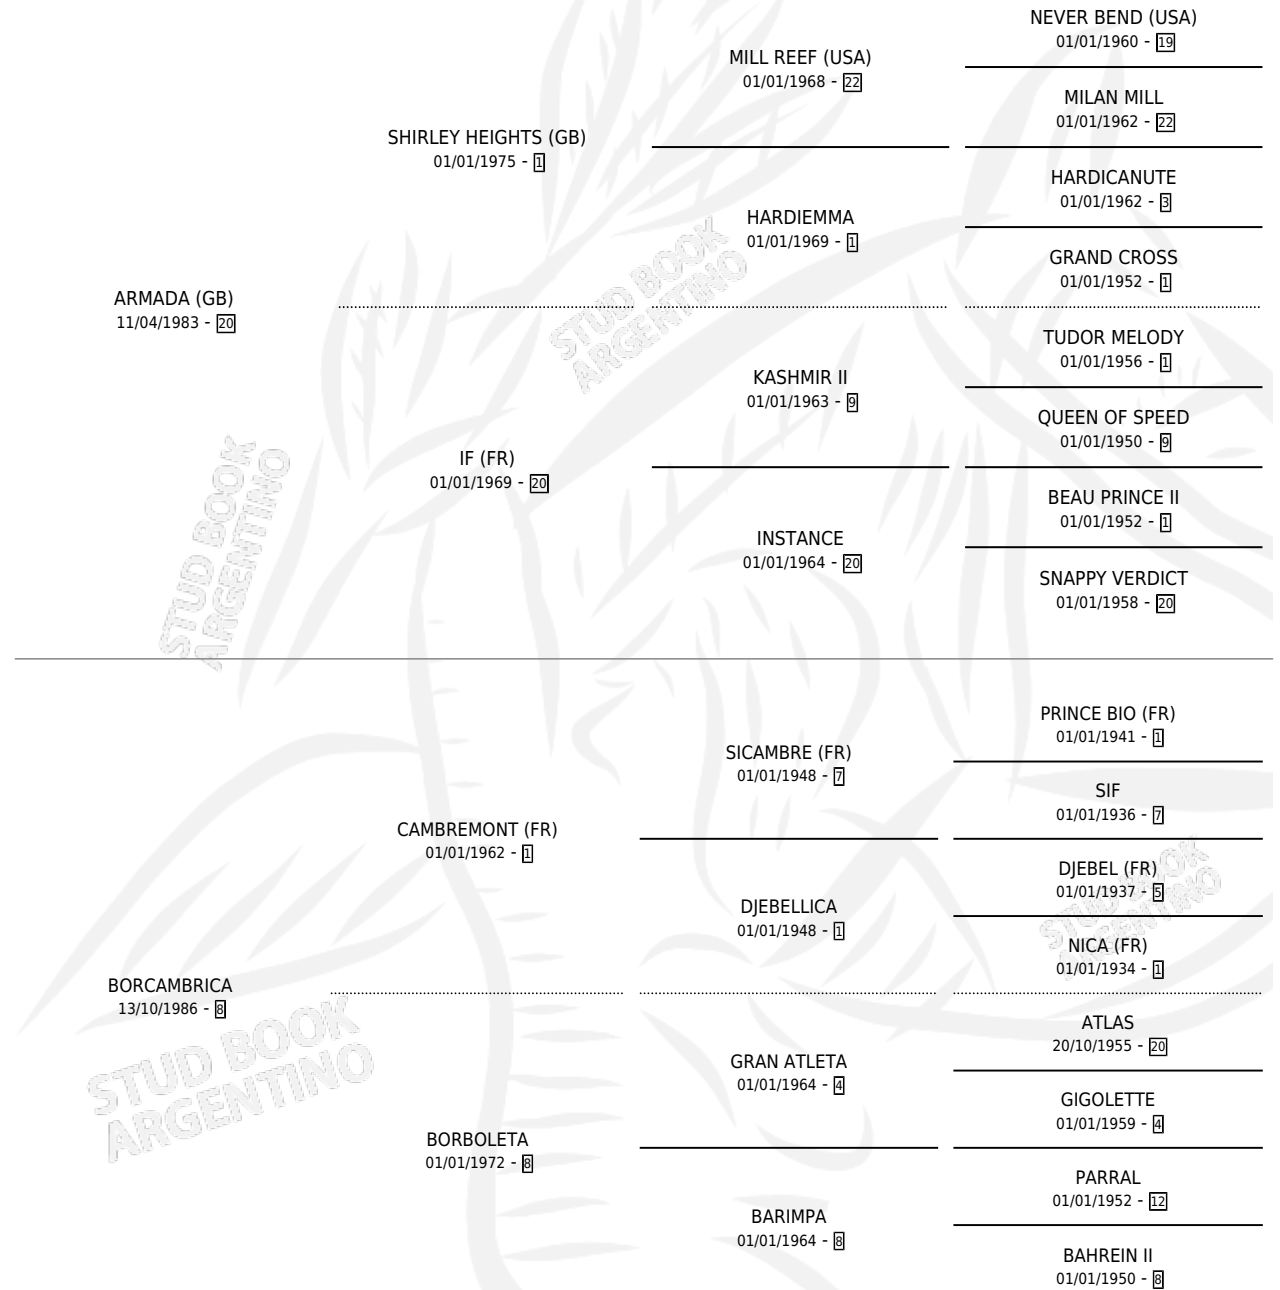 NEVER BEND (USA)
01/01/1960 - 19
MILL REEF (USA)
01/01/1968 - 22
MILAN MILL
01/01/1962 - 22
SHIRLEY HEIGHTS (GB)
01/01/1975 - 1
HARDICANUTE
01/01/1962 - 3
HARDIEMMA
01/01/1969 - 1
GRAND CROSS
01/01/1952 - 1
ARMADA (GB)
11/04/1983 - 20
STUD BOOK
ARGENTINO
TUDOR MELODY
01/01/1956 - 1
KASHMIR II
01/01/1963 - 9
QUEEN OF SPEED
01/01/1950 - 9
IF (FR)
01/01/1969 - 20
BEAU PRINCE II
01/01/1952 - 1
INSTANCE
01/01/1964 - 20
SNAPPY VERDICT
01/01/1958 - 20
STUD BOOK
ARGENTINO
PRINCE BIO (FR)
01/01/1941 - 1
SICAMBRE (FR)
01/01/1948 - 7
SIF
01/01/1936 - 7
CAMBREMONT (FR)
01/01/1962 - 1
DJEBEL (FR)
01/01/1937 - 5
DJEBELLICA
01/01/1948 - 1
STUD BOOK
ARGENTINO
NICA (FR)
01/01/1934 - 1
BORCAMBRICA
13/10/1986 - 8
STUD BOOK
ARGENTINO
ATLAS
20/10/1955 - 20
GRAN ATLETA
01/01/1964 - 4
GIGOLETTE
01/01/1959 - 4
BORBOLETA
01/01/1972 - 8
PARRAL
01/01/1952 - 12
BARIMPA
01/01/1964 - 8
BAHREIN II
01/01/1950 - 8